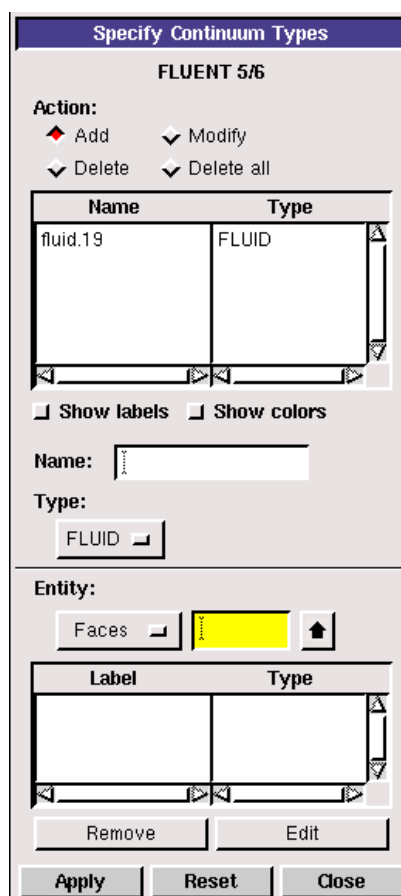 Specify Continuum Types
FLUENT 5/6
Action:
Add Modify
Delete Delete all
Name Type
fluid.19 FLUID
Show labels Show colors
Name:
Type:
FLUID
Entity:
Faces
Label Type
Remove Edit
Apply Reset Close